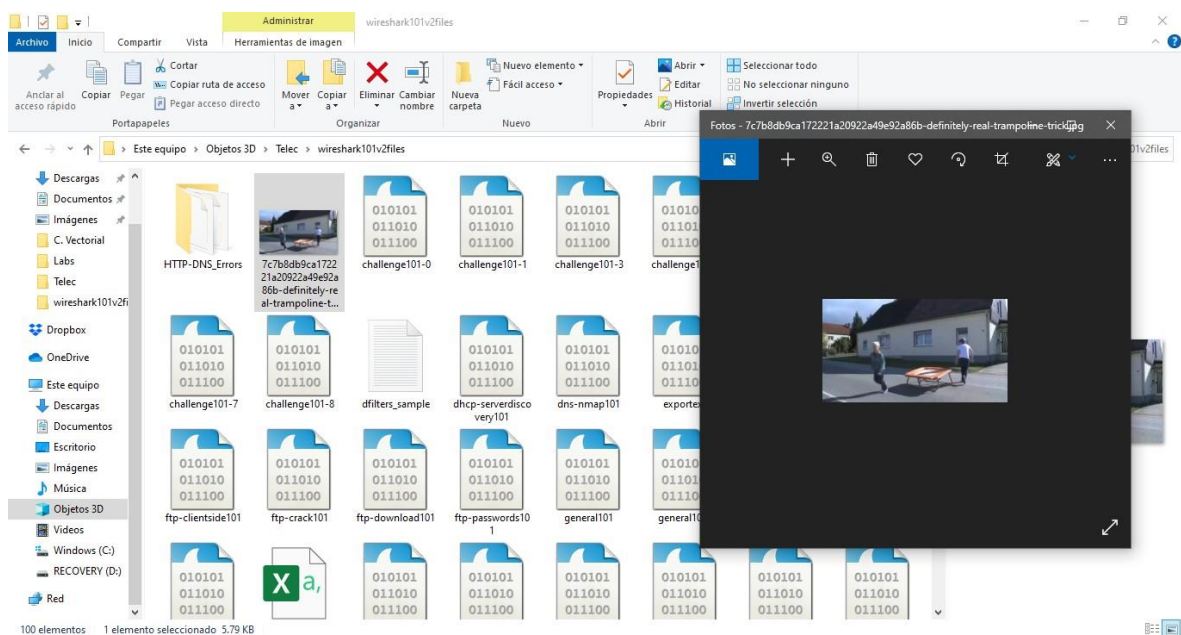 Administrar
wireshark101v2files
Archivo Inicio Compartir Vista Herramientas de imagen
Anclar al acceso rápido
Copiar
Pegar
Cortar
Copiar ruta de acceso
Pegar acceso directo
Portapapeles
Mover a
Copiar a
Eliminar
Cambiar nombre
Organizar
Nueva carpeta
Nuevo elemento
Fácil acceso
Nuevo
Propiedades
Abrir
Editar
Historial
Abrir
Seleccionar todo
No seleccionar ninguno
Invertir selección
Este equipo > Objetos 3D > Telec > wireshark101v2files
01v2files
Descargas
Documentos
Imágenes
C. Vectorial
Labs
Telec
wireshark101v2fi
Dropbox
OneDrive
Este equipo
Descargas
Documentos
Escritorio
Imágenes
Música
Objetos 3D
Videos
Windows (C:)
RECOVERY (D:)
Red
HTTP-DNS_Errors
7c7b8db9ca1722
21a20922a49e92a
86b-definitely-re
al-trampoline-t...
challenge101-0
challenge101-1
challenge101-3
challenge1
challenge101-7
challenge101-8
dfilters_sample
dhcp-serverdisco
very101
dns-nmap101
exporte
ftp-clientside101
ftp-crack101
ftp-download101
ftp-passwords10
1
general101
general10
Fotos - 7c7b8db9ca172221a20922a49e92a86b-definitely-real-trampoline-trick.jpg
100 elementos 1 elemento seleccionado 5.79 KB